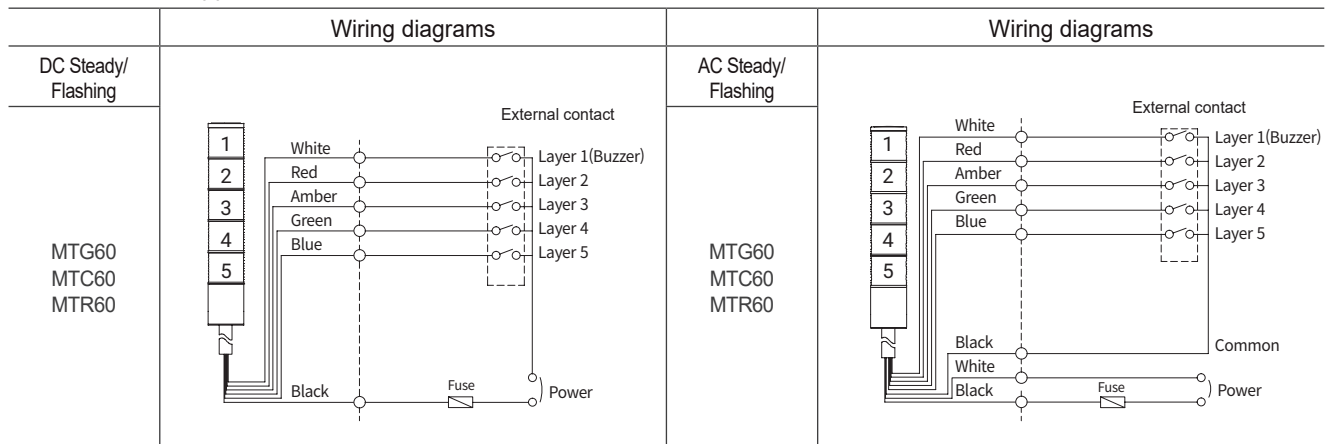 Wiring diagrams
Wiring diagrams
DC Steady/
Flashing
MTG60
MTC60
MTR60
External contact
1
2
3
4
5
White
Red
Amber
Green
Blue
Layer 1(Buzzer)
Layer 2
Layer 3
Layer 4
Layer 5
Black
Fuse
Power
AC Steady/
Flashing
MTG60
MTC60
MTR60
External contact
1
2
3
4
5
White
Red
Amber
Green
Blue
Layer 1(Buzzer)
Layer 2
Layer 3
Layer 4
Layer 5
Black
Common
White
Black
Fuse
Power